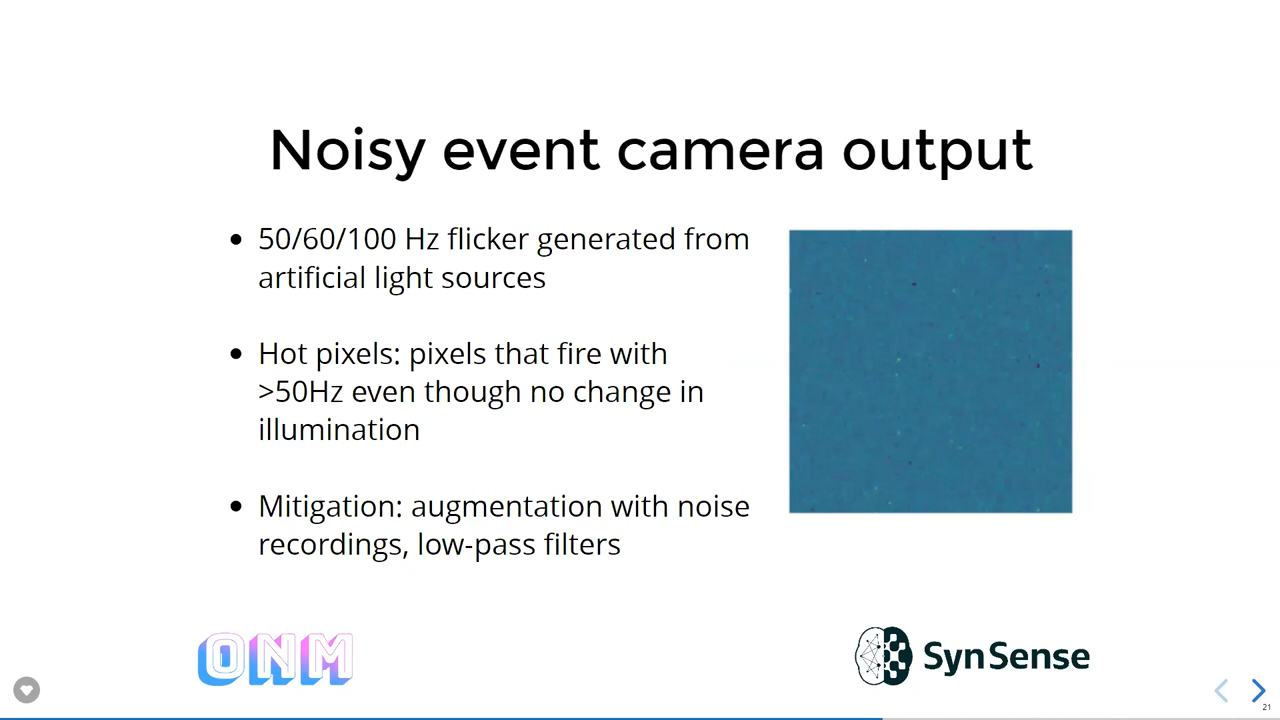 Noisy event camera output
50/60/100 Hz flicker generated from
artificial light sources
Hot pixels: pixels that fire with
>50Hz even though no change in
illumination
Mitigation: augmentation with noise
recordings, low-pass filters
ONM
SynSense
21